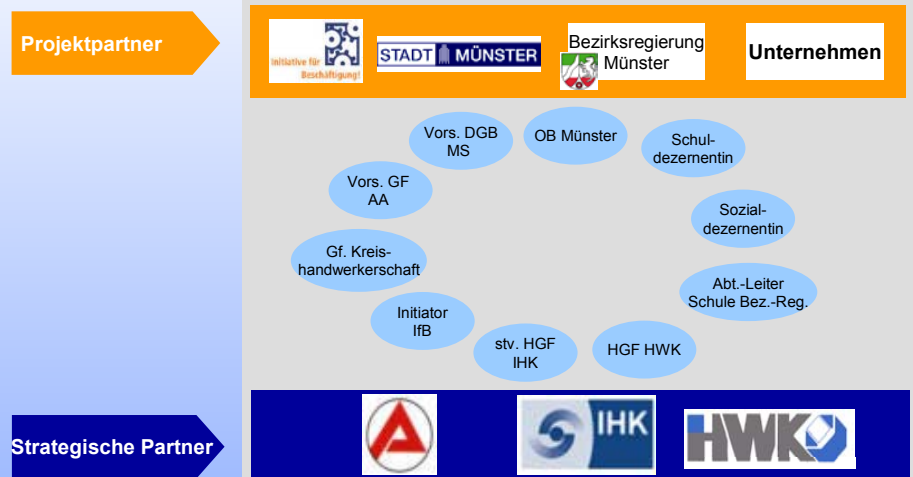 Projektpartner
Initiative für
Beschäftigung!
STADT MÜNSTER
Bezirksregierung
Münster
Unternehmen
Vors. DGB
MS
OB Münster
Schul-
dezernentin
Vors. GF
AA
Sozial-
dezernentin
Gf. Kreis-
handwerkerschaft
Abt.-Leiter
Schule Bez.-Reg.
Initiator
IfB
stv. HGF
IHK
HGF HWK
Strategische Partner
IHK
HWK